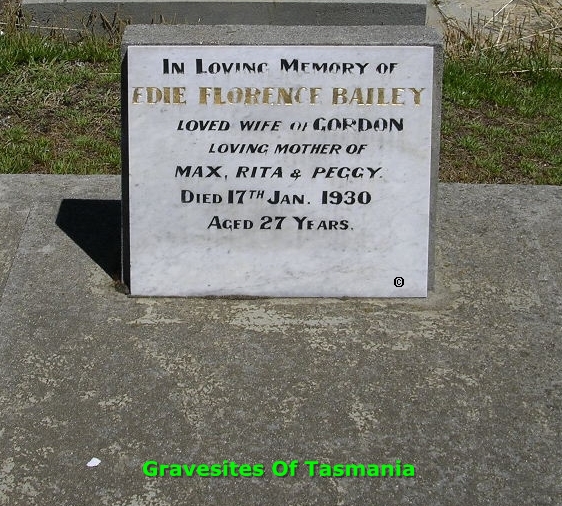 In Loving Memory of
EDIE FLORENCE BAILEY
LOVED WIFE of GORDON
LOVING MOTHER OF
MAX, RITA & PEGGY.
Died 17TH Jan. 1930
Aged 27 Years.
©
Gravesites Of Tasmania